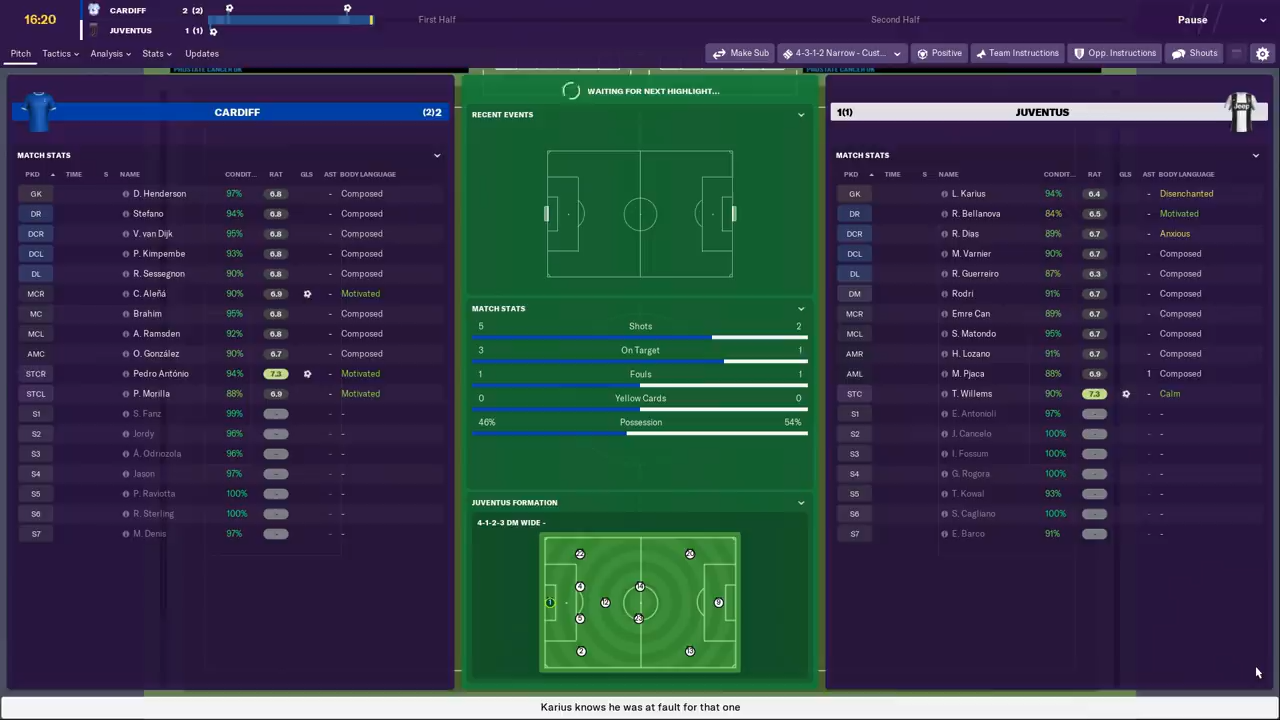 16:20
CARDIFF 2 (2)
JUVENTUS 1 (1)
First Half
Second Half
Pause
Pitch Tactics Analysis Stats Updates
Make Sub 4-3-1-2 Narrow - Cust... Positive Team Instructions Opp. Instructions Shouts
PROSTATE CANCER UK
PROSTATE CANCER UK
CARDIFF (2)2
MATCH STATS
PKD TIME S NAME CONDIT... RAT GLS AST BODY LANGUAGE
GK D. Henderson 97% 6.8 - Composed
DR Stefano 94% 6.8 - Composed
DCR V. van Dijk 95% 6.8 - Composed
DCL P. Kimpembe 93% 6.8 - Composed
DL R. Sessegnon 90% 6.8 - Composed
MCR C. Aleñá 90% 6.9 - Motivated
MC Brahim 95% 6.8 - Composed
MCL A. Ramsden 92% 6.8 - Composed
AMC O. González 90% 6.7 - Composed
STCR Pedro António 94% 7.3 - Motivated
STCL P. Morilla 88% 6.9 - Motivated
S1 S. Fanz 99% - - -
S2 Jordy 96% - - -
S3 Á. Odriozola 96% - - -
S4 Jason 97% - - -
S5 P. Raviotta 100% - - -
S6 R. Sterling 100% - - -
S7 M. Denis 97% - - -
WAITING FOR NEXT HIGHLIGHT...
RECENT EVENTS
MATCH STATS
5 Shots 2
3 On Target 1
1 Fouls 1
0 Yellow Cards 0
46% Possession 54%
JUVENTUS FORMATION
4-1-2-3 DM WIDE -
1(1) JUVENTUS
Jeep
MATCH STATS
PKD TIME S NAME CONDIT... RAT GLS AST BODY LANGUAGE
GK L. Karius 94% 6.4 - Disenchanted
DR R. Bellanova 84% 6.5 - Motivated
DCR R. Dias 89% 6.7 - Anxious
DCL M. Varnier 90% 6.7 - Composed
DL R. Guerreiro 87% 6.3 - Composed
DM Rodri 91% 6.7 - Composed
MCR Emre Can 89% 6.7 - Composed
MCL S. Matondo 95% 6.7 - Composed
AMR H. Lozano 91% 6.7 - Composed
AML M. Pjaca 88% 6.9 1 Composed
STC T. Willems 90% 7.3 - Calm
S1 E. Antonioli 97% - - -
S2 J. Cancelo 100% - - -
S3 I. Fossum 100% - - -
S4 G. Rogora 100% - - -
S5 T. Kowal 93% - - -
S6 S. Cagliano 100% - - -
S7 E. Barco 91% - - -
Karius knows he was at fault for that one